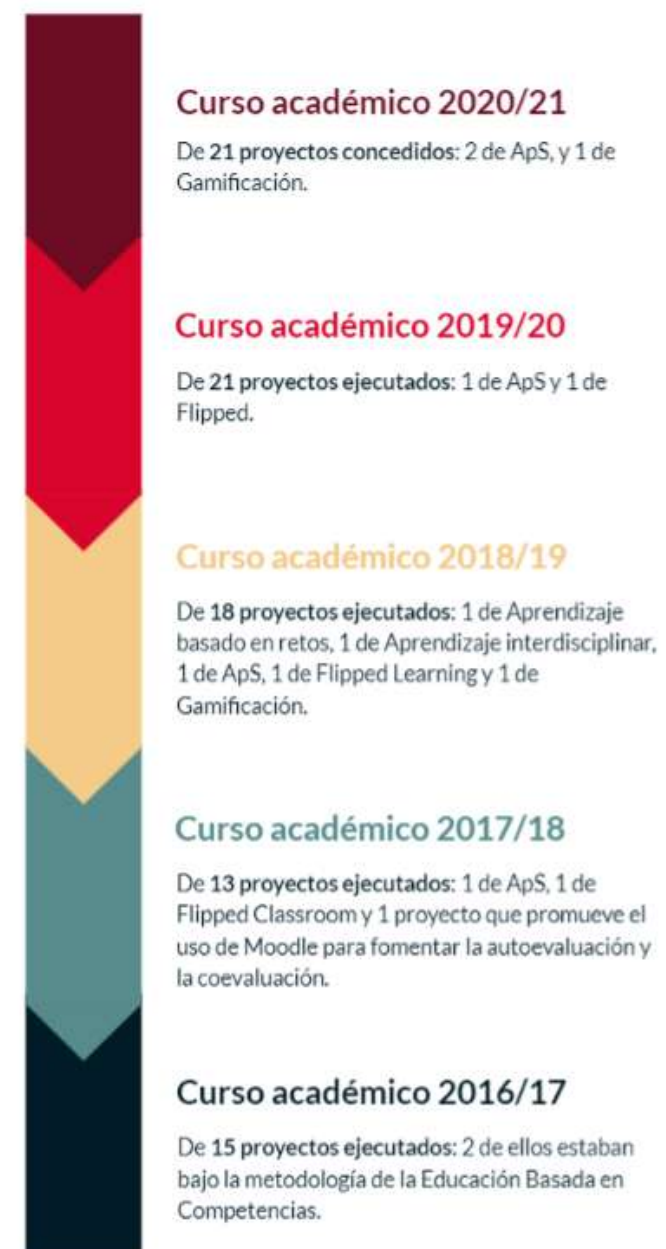 Curso académico 2020/21
De 21 proyectos concedidos: 2 de ApS, y 1 de
Gamificación.
Curso académico 2019/20
De 21 proyectos ejecutados: 1 de ApS y 1 de
Flipped.
Curso académico 2018/19
De 18 proyectos ejecutados: 1 de Aprendizaje
basado en retos, 1 de Aprendizaje interdisciplinar,
1 de ApS, 1 de Flipped Learning y 1 de
Gamificación.
Curso académico 2017/18
De 13 proyectos ejecutados: 1 de ApS, 1 de
Flipped Classroom y 1 proyecto que promueve el
uso de Moodle para fomentar la autoevaluación y
la coevaluación.
Curso académico 2016/17
De 15 proyectos ejecutados: 2 de ellos estaban
bajo la metodología de la Educación Basada en
Competencias.